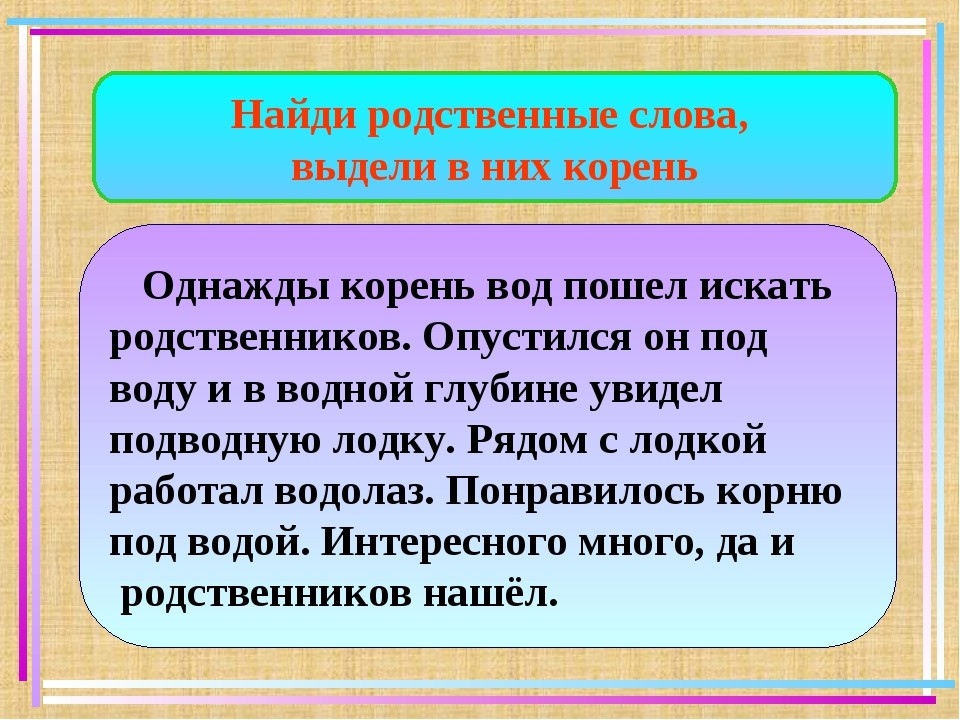 Найди родственные слова,
выдели в них корень
Однажды корень вод пошел искать
родственников. Опустился он под
воду и в водной глубине увидел
подводную лодку. Рядом с лодкой
работал водолаз. Понравилось корню
под водой. Интересного много, да и
родственников нашёл.